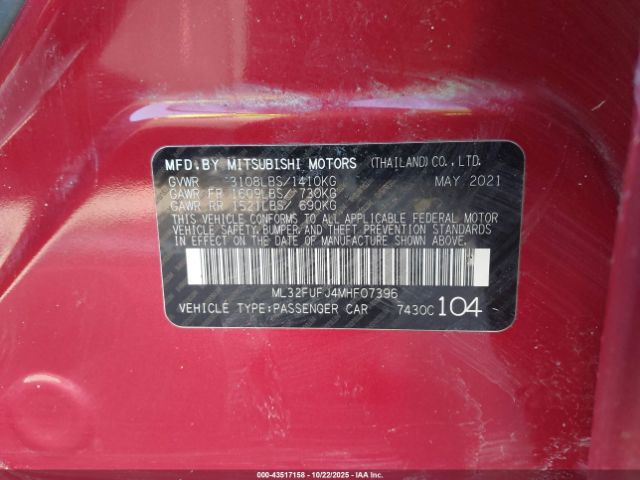 MFD.BY MITSUBISHI MOTORS (THAILAND) CO.,LTD.
GVWR 3108LBS/1410KG MAY 2021
GAWR FR 1609LBS/ 730KG
GAWR RR 1521LBS/ 690KG
THIS VEHICLE CONFORMS TO ALL APPLICABLE FEDERAL MOTOR
VEHICLE SAFETY, BUMPER, AND THEFT PREVENTION STANDARDS
IN EFFECT ON THE DATE OF MANUFACTURE SHOWN ABOVE.
ML32FUFJ4MHF07396
VEHICLE TYPE:PASSENGER CAR 7430C 104
000-43517158 - 10/22/2025 - IAA, LLC